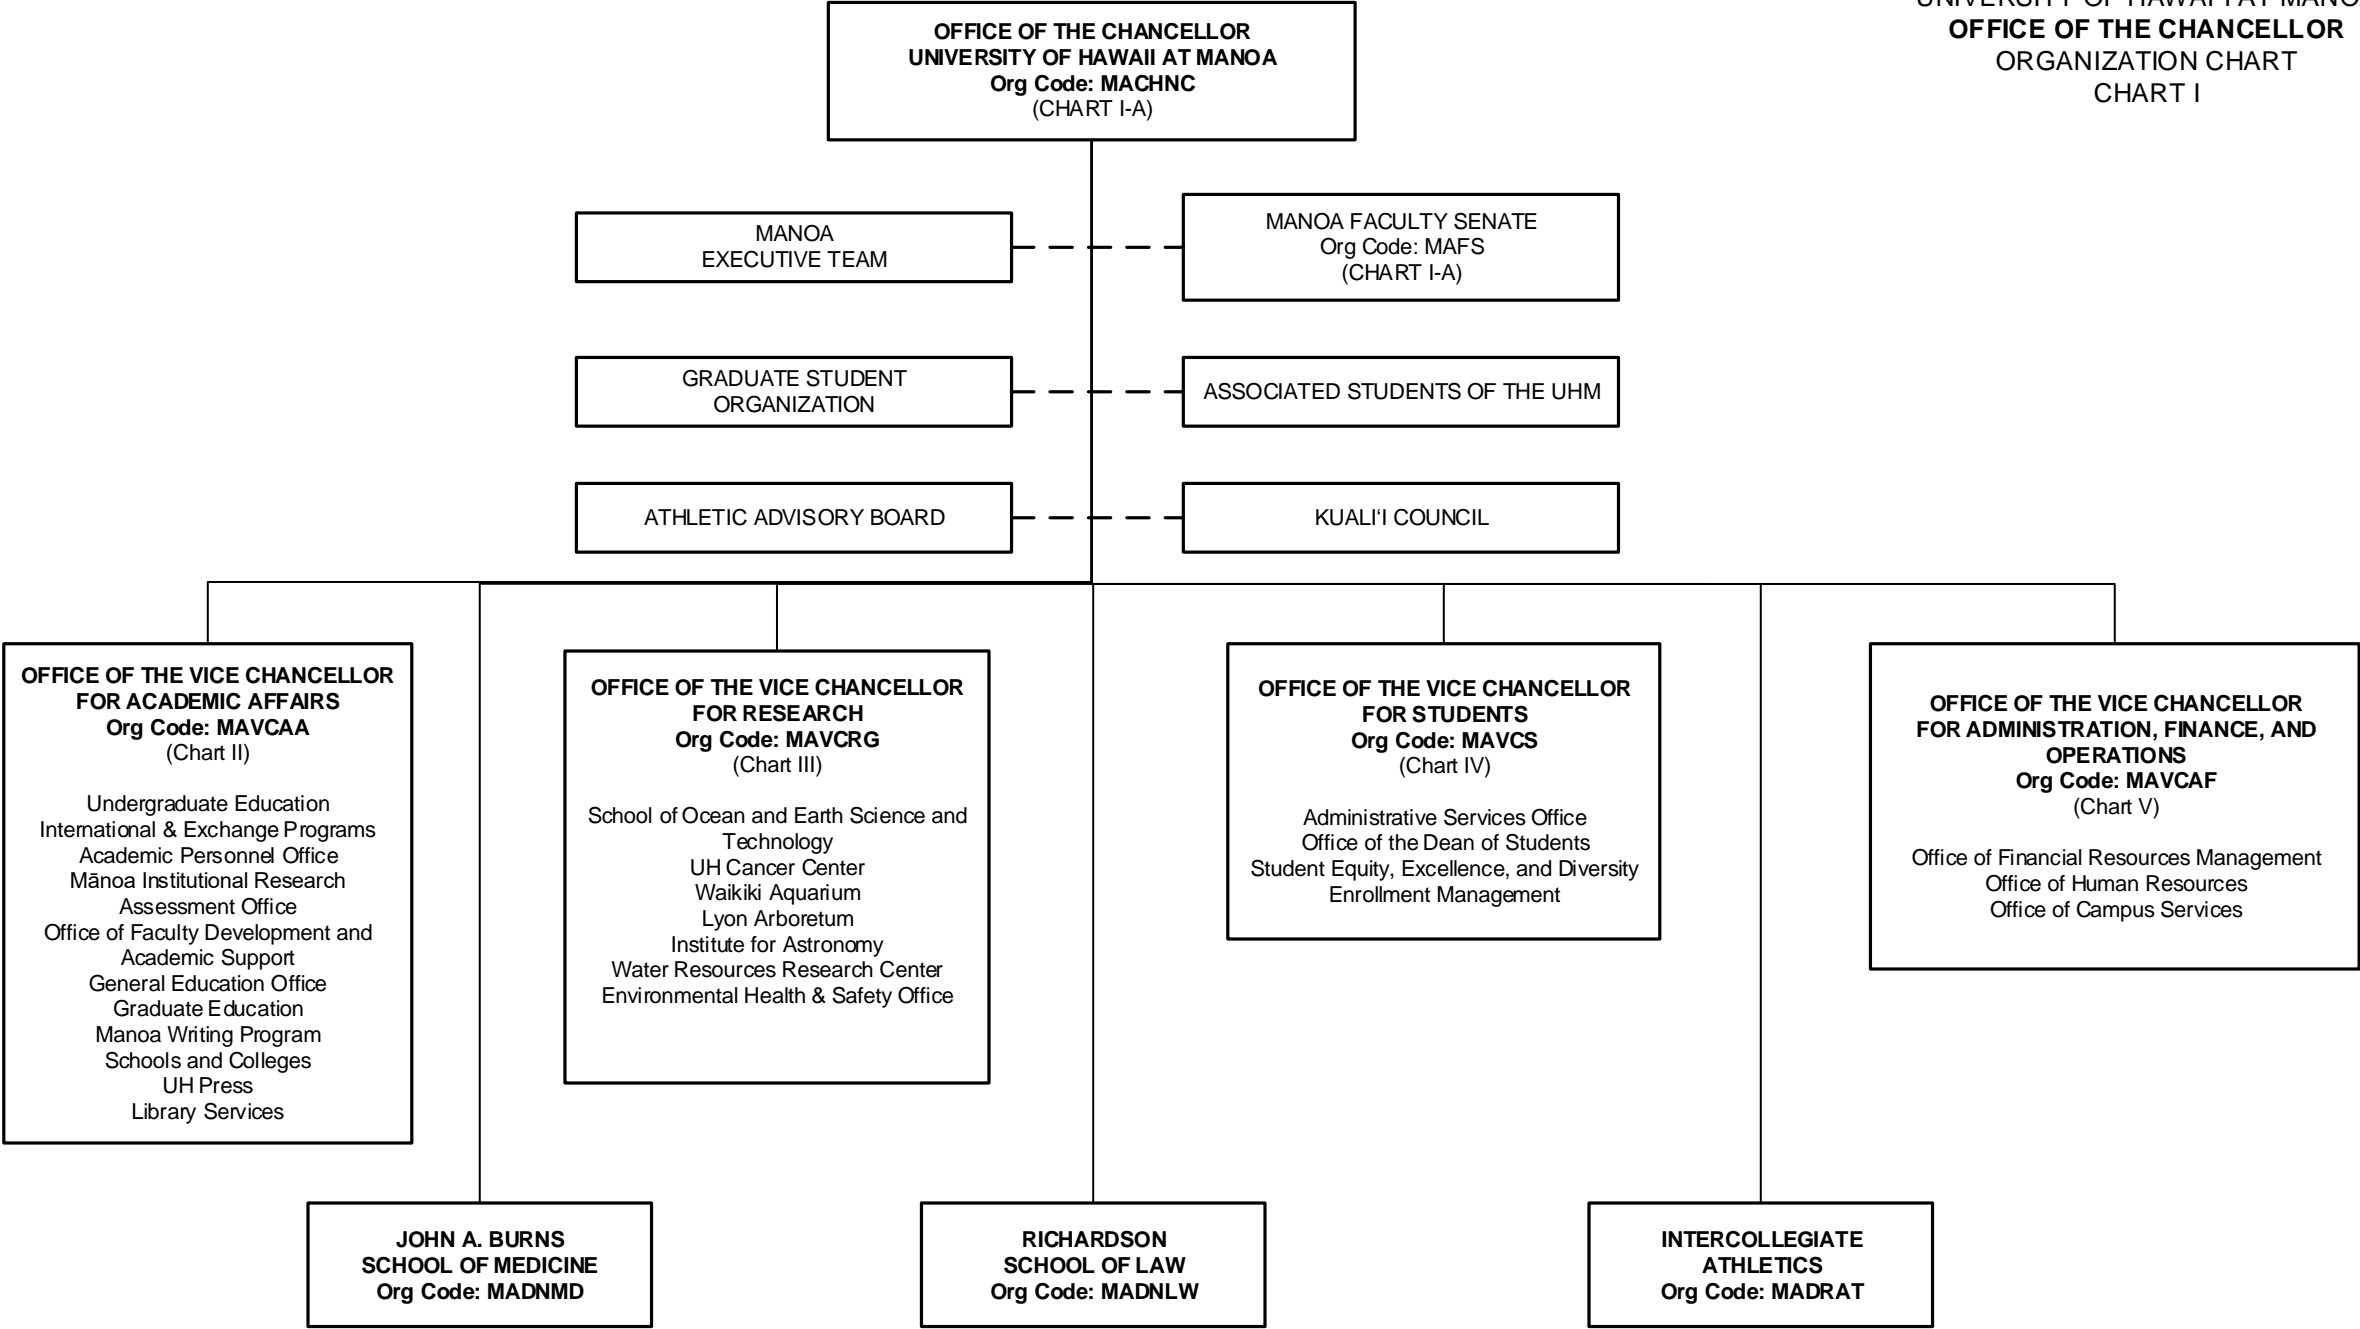 OFFICE OF THE CHANCELLOR
UNIVERSITY OF HAWAII AT MANOA
Org Code: MACHNC
(CHART I-A)
OFFICE OF THE CHANCELLOR
ORGANIZATION CHART
CHART I
MANOA
EXECUTIVE TEAM
MANOA FACULTY SENATE
Org Code: MAFS
(CHART I-A)
GRADUATE STUDENT
ORGANIZATION
ASSOCIATED STUDENTS OF THE UHM
ATHLETIC ADVISORY BOARD
KUALI‘I COUNCIL
OFFICE OF THE VICE CHANCELLOR
FOR ACADEMIC AFFAIRS
Org Code: MAVCAA
(Chart II)
Undergraduate Education
International & Exchange Programs
Academic Personnel Office
Mānoa Institutional Research
Assessment Office
Office of Faculty Development and
Academic Support
General Education Office
Graduate Education
Manoa Writing Program
Schools and Colleges
UH Press
Library Services
OFFICE OF THE VICE CHANCELLOR
FOR RESEARCH
Org Code: MAVCRG
(Chart III)
School of Ocean and Earth Science and
Technology
UH Cancer Center
Waikiki Aquarium
Lyon Arboretum
Institute for Astronomy
Water Resources Research Center
Environmental Health & Safety Office
OFFICE OF THE VICE CHANCELLOR
FOR STUDENTS
Org Code: MAVCS
(Chart IV)
Administrative Services Office
Office of the Dean of Students
Student Equity, Excellence, and Diversity
Enrollment Management
OFFICE OF THE VICE CHANCELLOR
FOR ADMINISTRATION, FINANCE, AND
OPERATIONS
Org Code: MAVCAF
(Chart V)
Office of Financial Resources Management
Office of Human Resources
Office of Campus Services
JOHN A. BURNS
SCHOOL OF MEDICINE
Org Code: MADNMD
RICHARDSON
SCHOOL OF LAW
Org Code: MADNLW
INTERCOLLEGIATE
ATHLETICS
Org Code: MADRAT